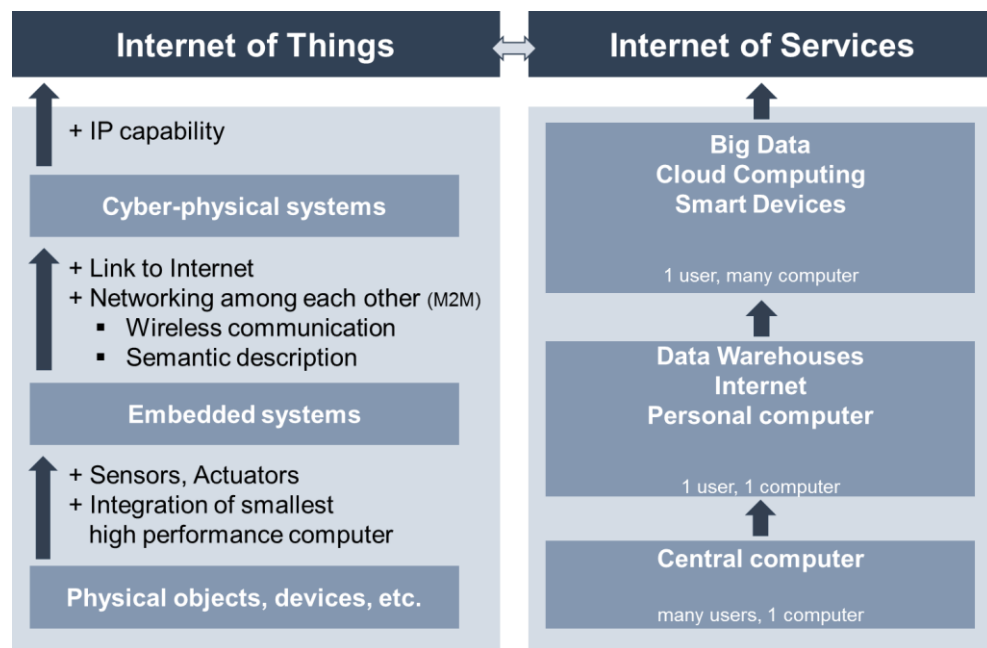 Internet of Things
Internet of Services
+ IP capability
Cyber-physical systems
+ Link to Internet
+ Networking among each other (M2M)
▪ Wireless communication
▪ Semantic description
Embedded systems
+ Sensors, Actuators
+ Integration of smallest
high performance computer
Physical objects, devices, etc.
Big Data
Cloud Computing
Smart Devices
1 user, many computer
Data Warehouses
Internet
Personal computer
1 user, 1 computer
Central computer
many users, 1 computer